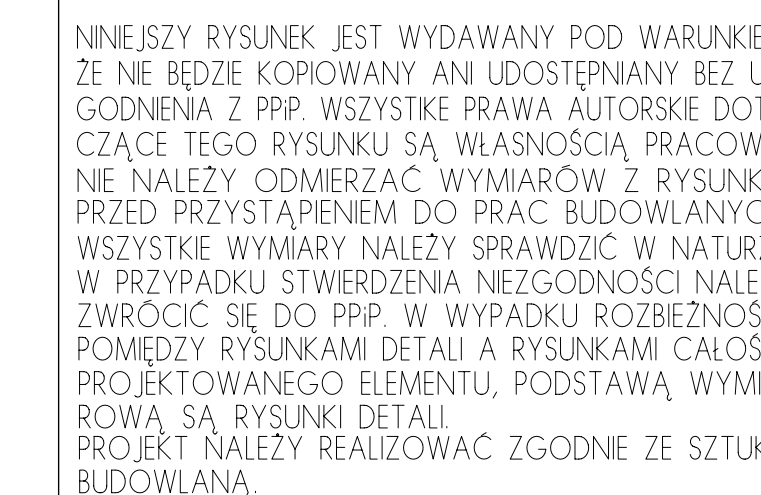 NINIEJSZY RYSUNEK JEST WYDAWANY POD WARUNKIE
ŻE NIE BĘDZIE KOPIOWANY ANI UDOSTĘPNIANY BEZ U
GODNIENIA Z PPiP. WSZYSTKIE PRAWA AUTORSKIE DOT
CZĄCE TEGO RYSUNKU SĄ WŁASNOŚCIĄ PRACOW
NIE NALEŻY ODMIERZAĆ WYMIARÓW Z RYSUNK
PRZED PRZYSTĄPIENIEM DO PRAC BUDOWLANYC
WSZYSTKIE WYMIARY NALEŻY SPRAWDZIĆ W NATURZ
W PRZYPADKU STWIERDZENIA NIEZGODNOŚCI NALE
ZWRÓCIĆ SIĘ DO PPiP. W WYPADKU ROZBIEŻNOŚ
POMIĘDZY RYSUNKAMI DETALI A RYSUNKAMI CAŁOŚ
PROJEKTOWANEGO ELEMENTU, PODSTAWĄ WYMI
ROWĄ SĄ RYSUNKI DETALI.
PROJEKT NALEŻY REALIZOWAĆ ZGODNIE ZE SZTUK
BUDOWLANĄ.